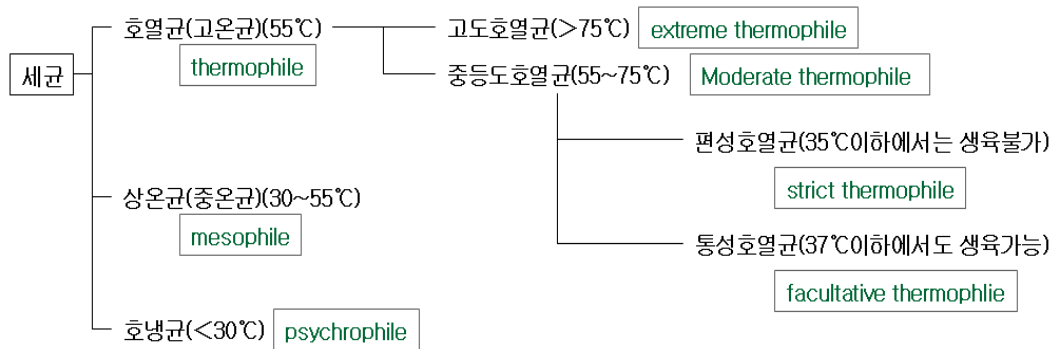 호열균(고온균)(55℃)
thermophile
고도호열균(>75℃) extreme thermophile
세균
중등도호열균(55~75℃) Moderate thermophile
편성호열균(35℃이하에서는 생육불가)
strict thermophile
상온균(중온균)(30~55℃)
mesophile
통성호열균(37℃이하에서도 생육가능)
facultative thermophlie
호냉균(<30℃) psychrophile